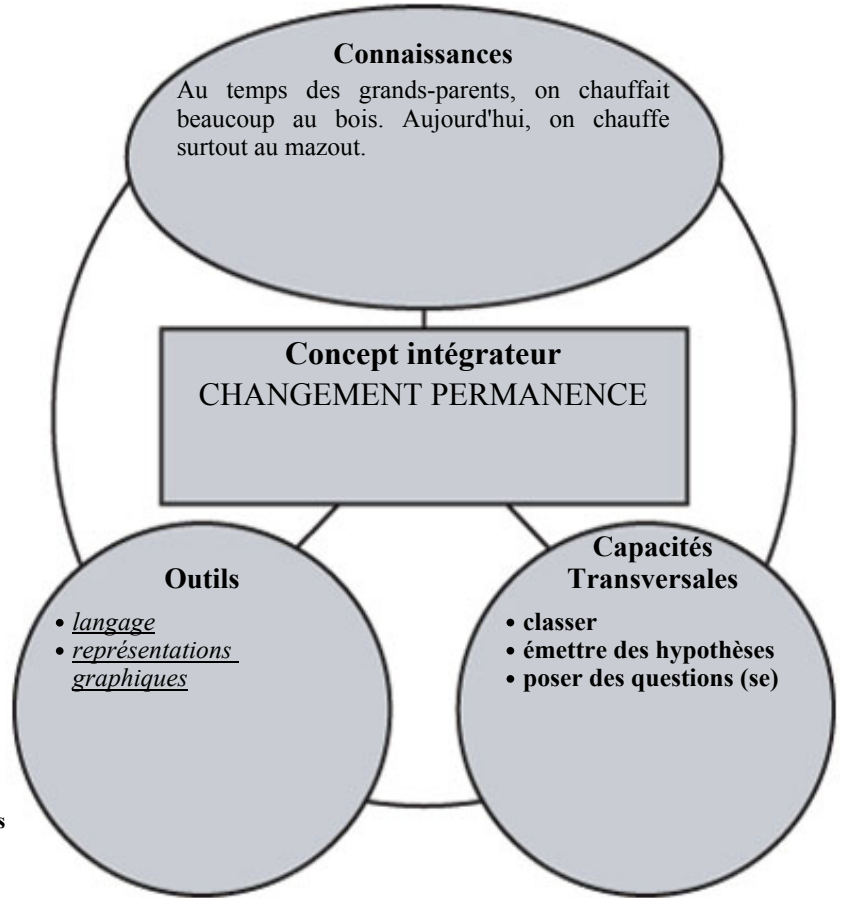 Connaissances
Au temps des grands-parents, on chauffait
beaucoup au bois. Aujourd'hui, on chauffe
surtout au mazout.
Concept intégrateur
CHANGEMENT PERMANENCE
Outils
• langage
• représentations
graphiques
Capacités
Transversales
• classer
• émettre des hypothèses
• poser des questions (se)
s